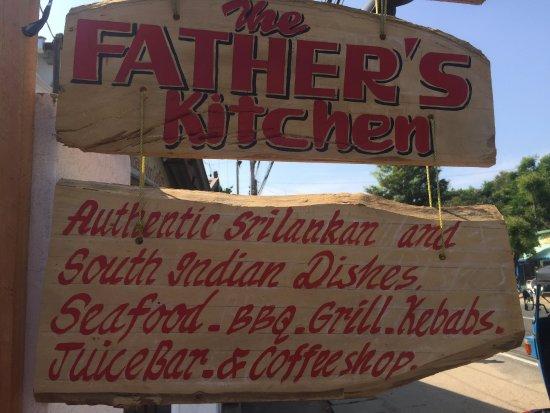 The
FATHER'S
Kitchen
Authentic Srilankan and
South Indian Dishes.
Seafood - BBQ - Grill - Kebabs.
JuiceBar - & Coffeeshop.